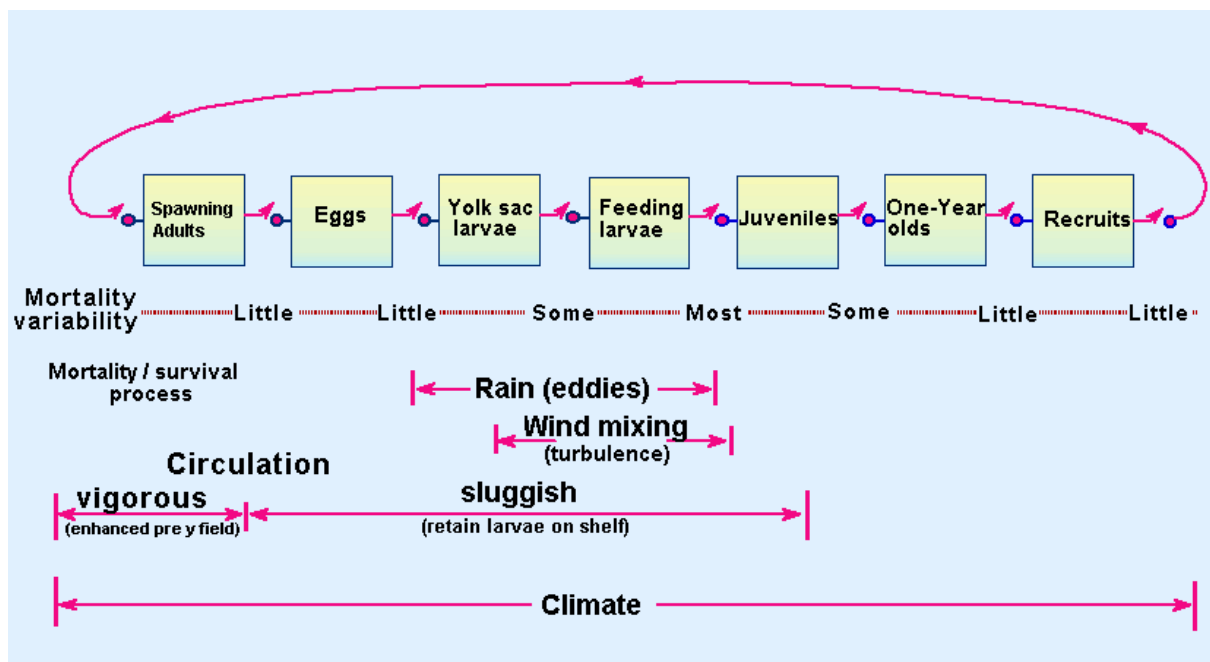 Spawning
Adults
Eggs
Yolk sac
larvae
Feeding
larvae
Juveniles
One-Year
olds
Recruits
Mortality
variability
Little
Little
Some
Most
Some
Little
Little
Mortality / survival
process
Rain (eddies)
Wind mixing
(turbulence)
Circulation
vigorous
(enhanced pre y field)
sluggish
(retain larvae on shelf)
Climate